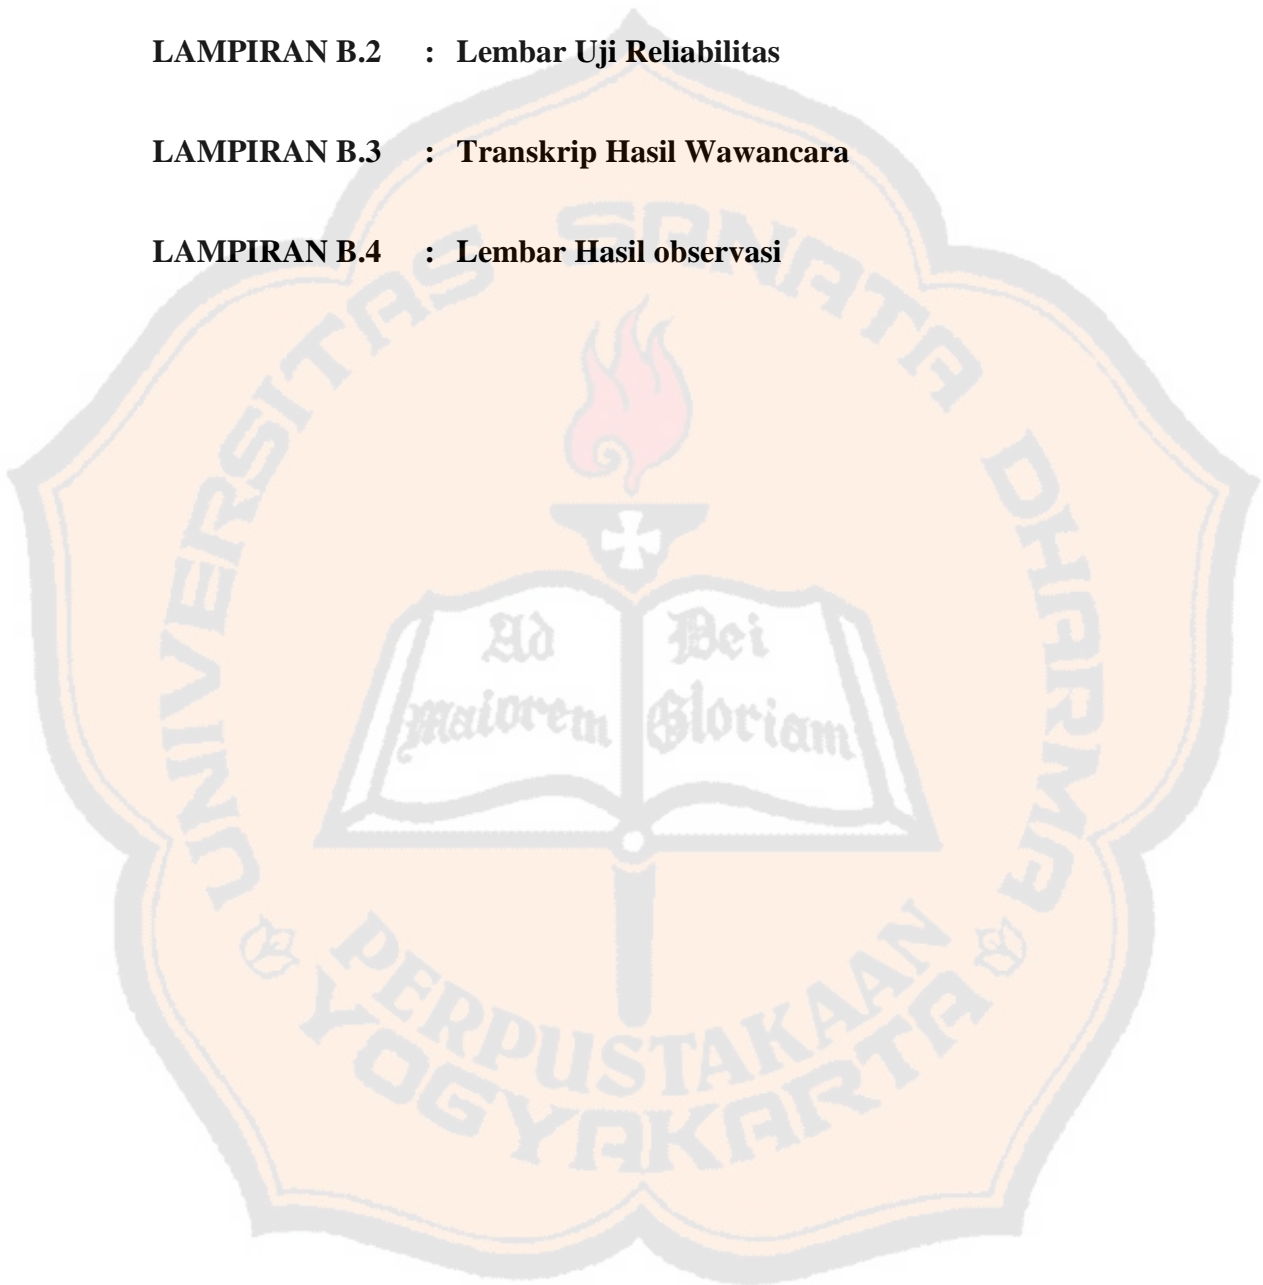 LAMPIRAN B.2 : Lembar Uji Reliabilitas
LAMPIRAN B.3 : Transkrip Hasil Wawancara
LAMPIRAN B.4 : Lembar Hasil observasi
UNIVERSITAS SANATA DHARMA
Ad Dei
Maiorem Gloriam
PERPUSTAKAAN
YOGYAKARTA